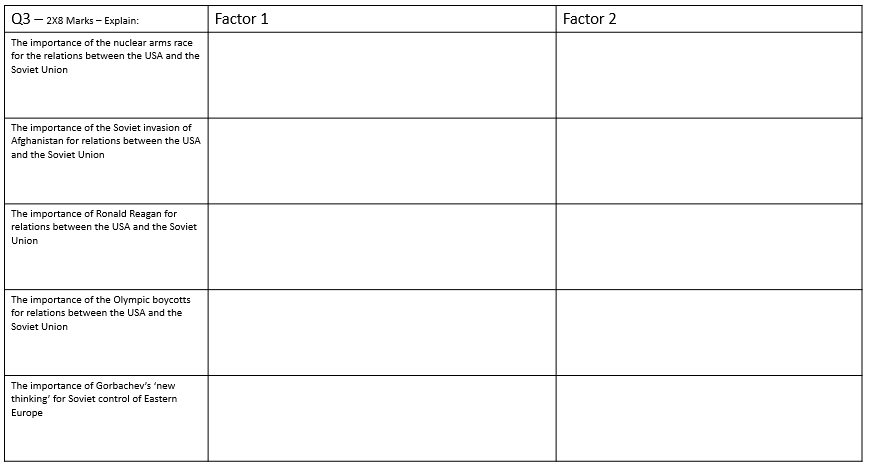 Q3 – 2X8 Marks – Explain:
Factor 1
Factor 2
The importance of the nuclear arms race
for the relations between the USA and the
Soviet Union
The importance of the Soviet invasion of
Afghanistan for relations between the USA
and the Soviet Union
The importance of Ronald Reagan for
relations between the USA and the Soviet
Union
The importance of the Olympic boycotts
for relations between the USA and the
Soviet Union
The importance of Gorbachev's 'new
thinking' for Soviet control of Eastern
Europe